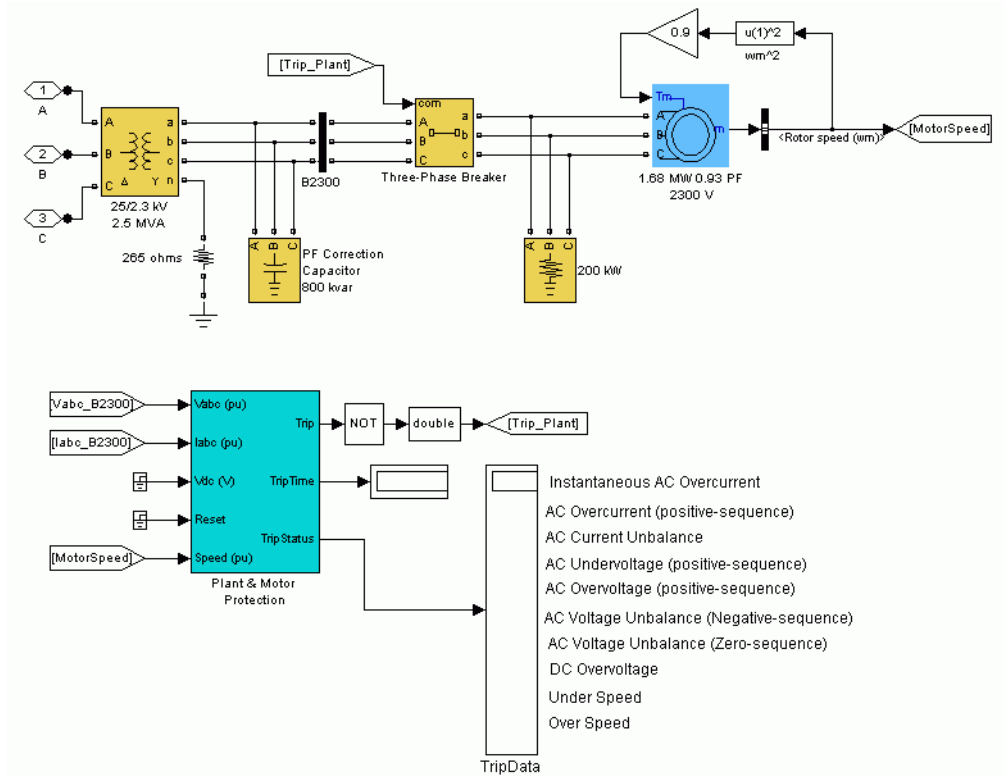 0.9
u(1)^2
wm^2
[Trip_Plant]
1
A
2
B
3
C
A
B
C
a
b
c
n
Δ
Y
25/2.3 kV
2.5 MVA
265 ohms
A B C
PF Correction
Capacitor
800 kvar
B2300
com
A
B
C
a
b
c
Three-Phase Breaker
A B C
200 kW
Tm
A
B
C
m
1.68 MW 0.93 PF
2300 V
<Rotor speed (wm)>
[MotorSpeed]
[Vabc_B2300]
[Iabc_B2300]
[MotorSpeed]
Vabc (pu)
Iabc (pu)
Vdc (V)
Reset
Speed (pu)
Trip
TripTime
TripStatus
Plant & Motor
Protection
NOT
double
[Trip_Plant]
Instantaneous AC Overcurrent
AC Overcurrent (positive-sequence)
AC Current Unbalance
AC Undervoltage (positive-sequence)
AC Overvoltage (positive-sequence)
AC Voltage Unbalance (Negative-sequence)
AC Voltage Unbalance (Zero-sequence)
DC Overvoltage
Under Speed
Over Speed
TripData